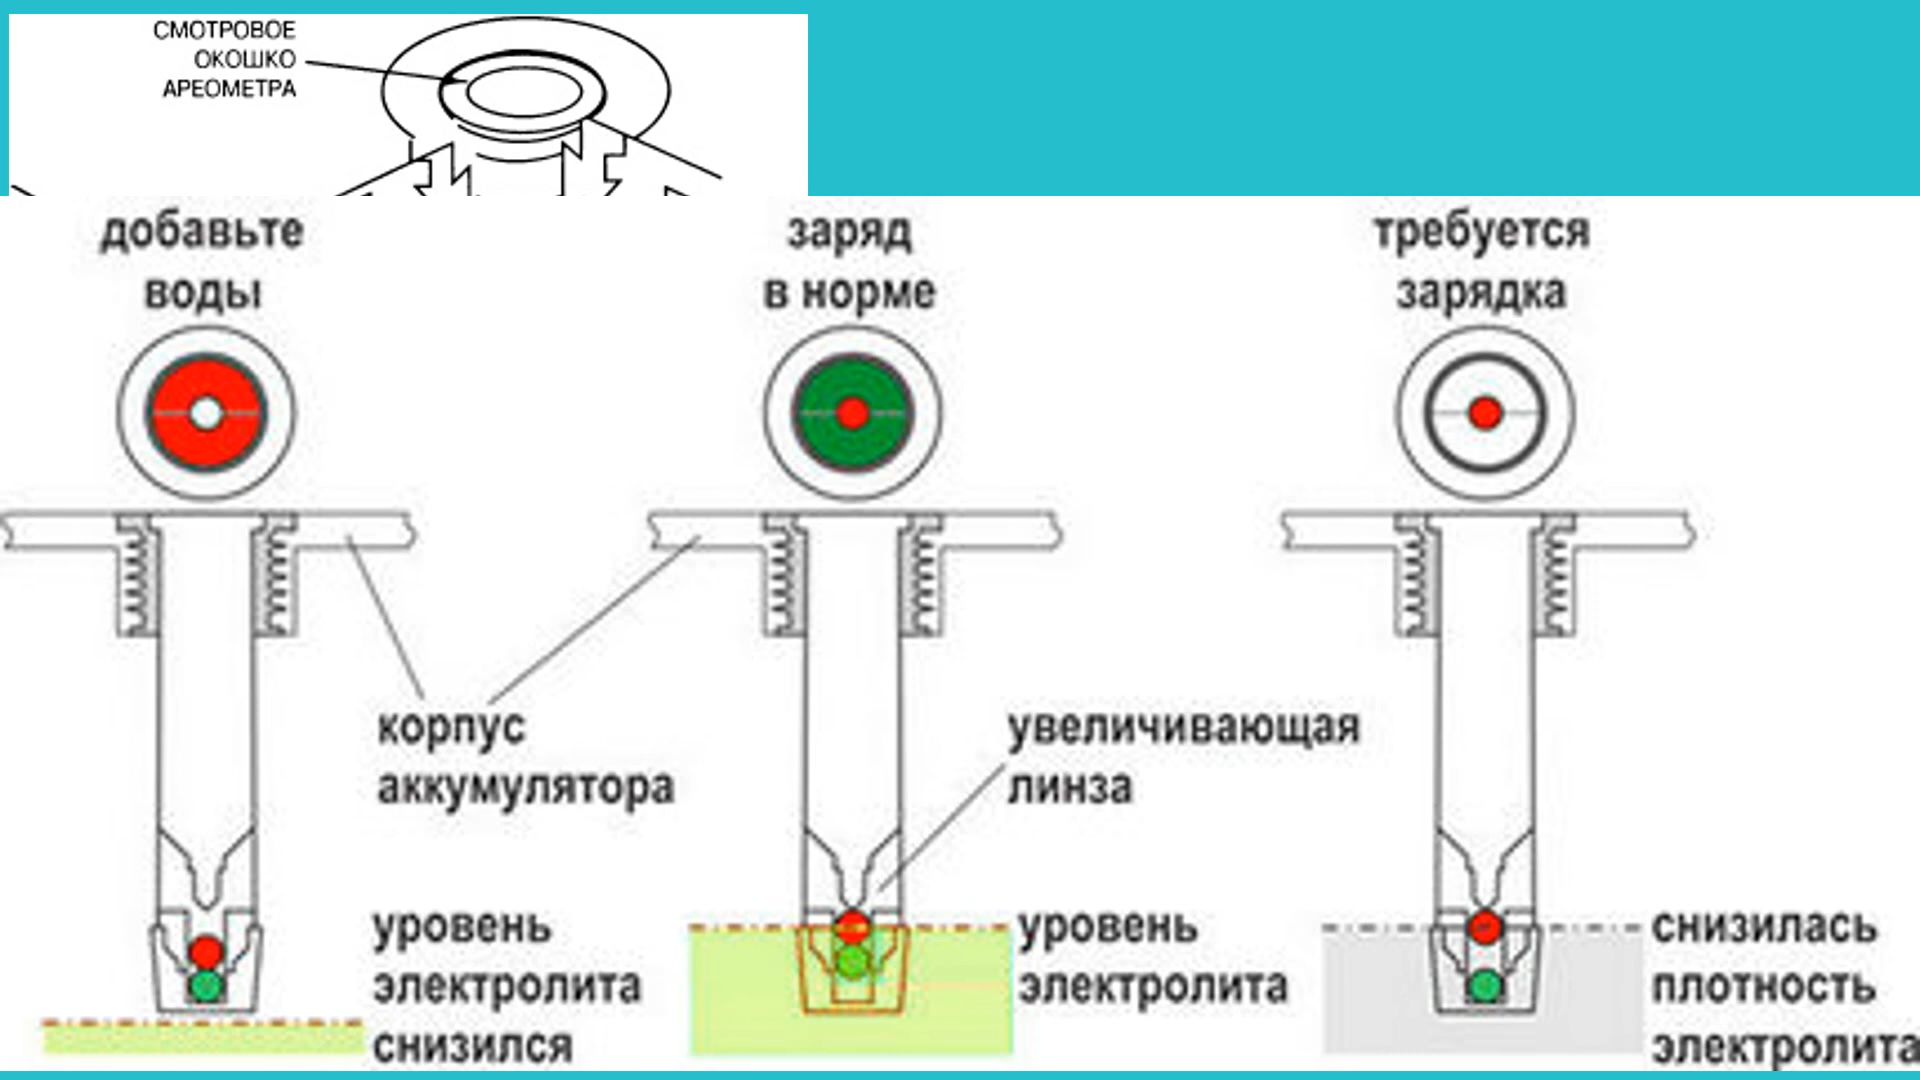 СМОТРОВОЕ
ОКОШКО
АРЕОМЕТРА
добавьте
воды
заряд
в норме
требуется
зарядка
корпус
аккумулятора
увеличивающая
линза
уровень
электролита
снизился
уровень
электролита
снизилась
плотность
электролита